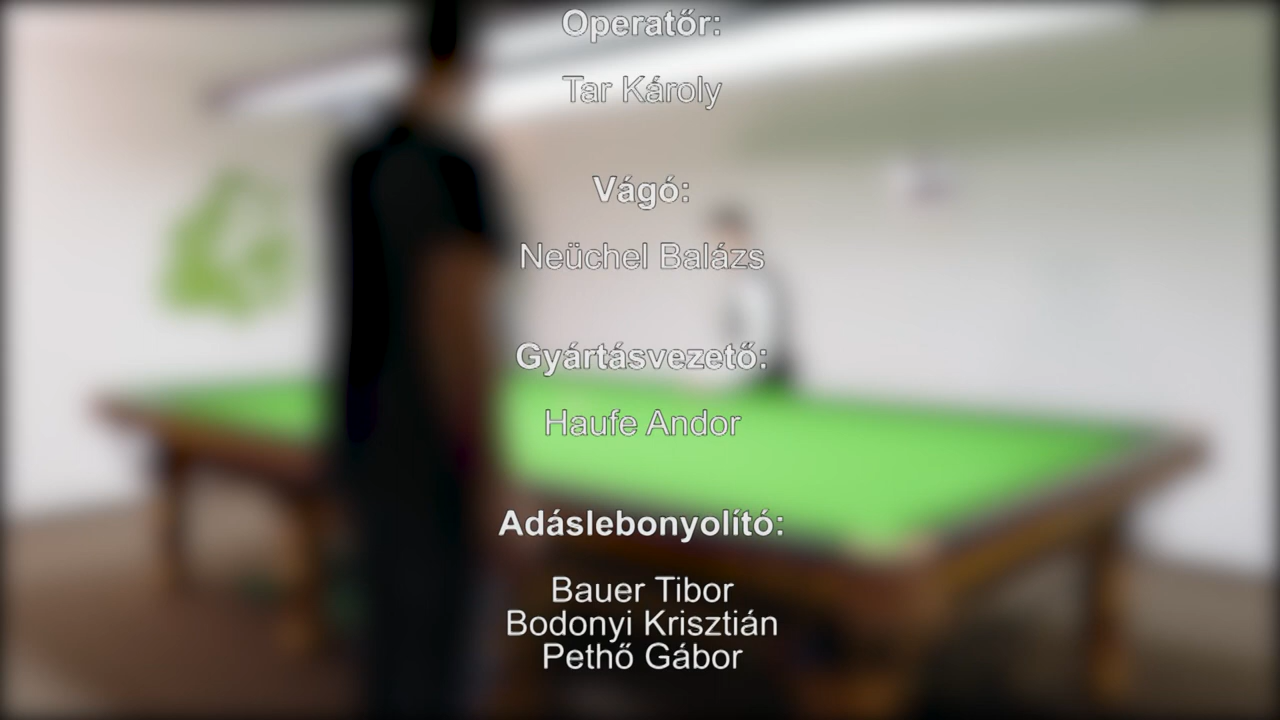 Operatőr:
Tar Károly
Vágó:
Neüchel Balázs
Gyártásvezető:
Haufe Andor
Adáslebonyolító:
Bauer Tibor
Bodonyi Krisztián
Pethő Gábor